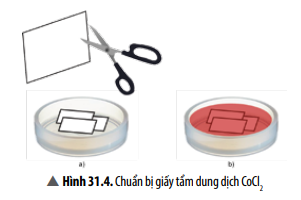 a) b)
▲ Hình 31.4. Chuẩn bị giấy tẩm dung dịch CoCl₂